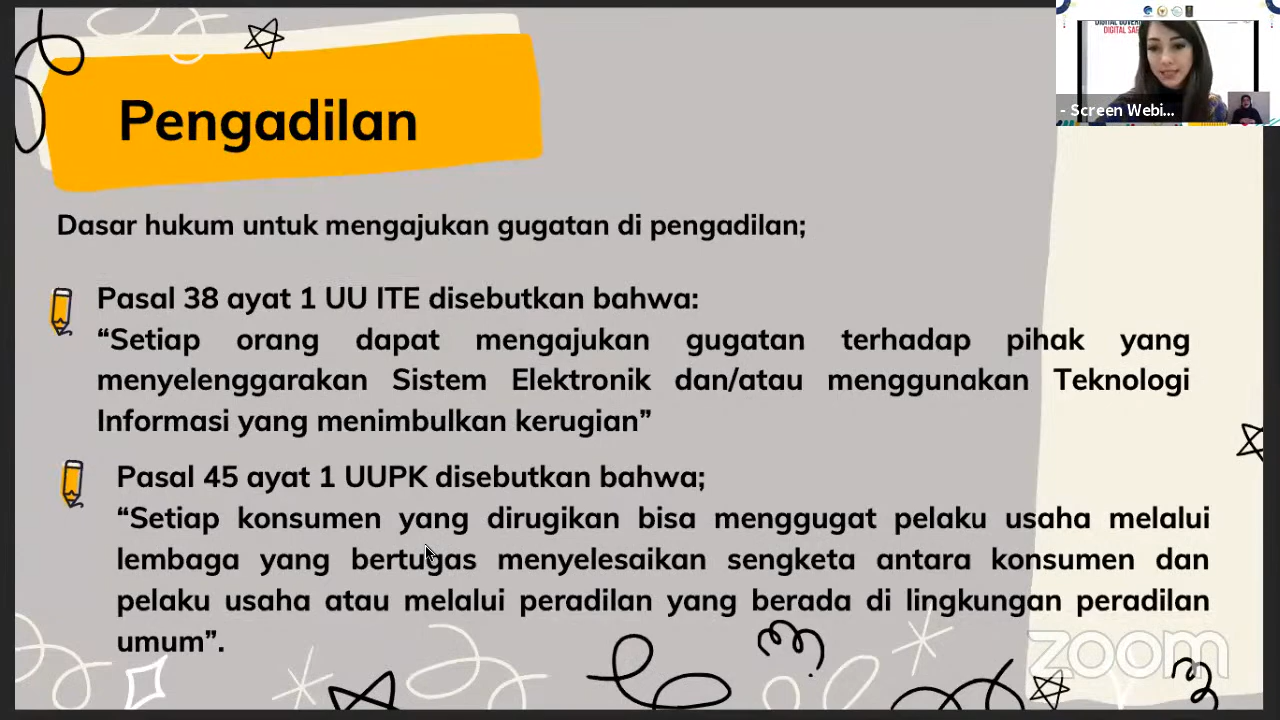 DIGITAL SAF
- Screen Webi...
Pengadilan
Dasar hukum untuk mengajukan gugatan di pengadilan;
Pasal 38 ayat 1 UU ITE disebutkan bahwa:
“Setiap orang dapat mengajukan gugatan terhadap pihak yang
menyelenggarakan Sistem Elektronik dan/atau menggunakan Teknologi
Informasi yang menimbulkan kerugian”
Pasal 45 ayat 1 UUPK disebutkan bahwa;
“Setiap konsumen yang dirugikan bisa menggugat pelaku usaha melalui
lembaga yang bertugas menyelesaikan sengketa antara konsumen dan
pelaku usaha atau melalui peradilan yang berada di lingkungan peradilan
umum”.
zoom